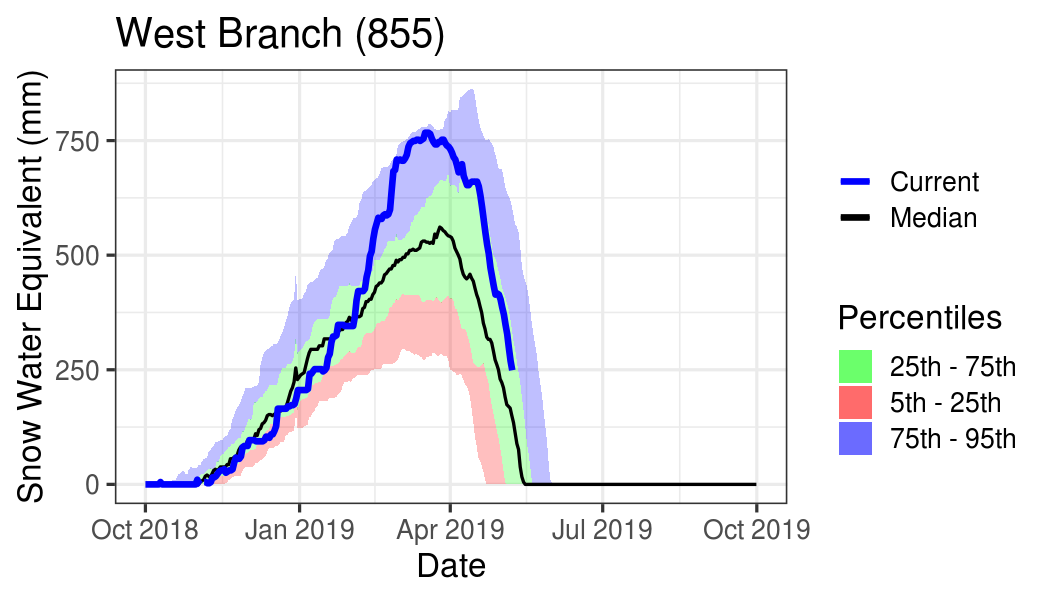 West Branch (855)
Snow Water Equivalent (mm)
750
500
250
0
Oct 2018
Jan 2019
Apr 2019
Jul 2019
Oct 2019
Date
Current
Median
Percentiles
25th - 75th
5th - 25th
75th - 95th